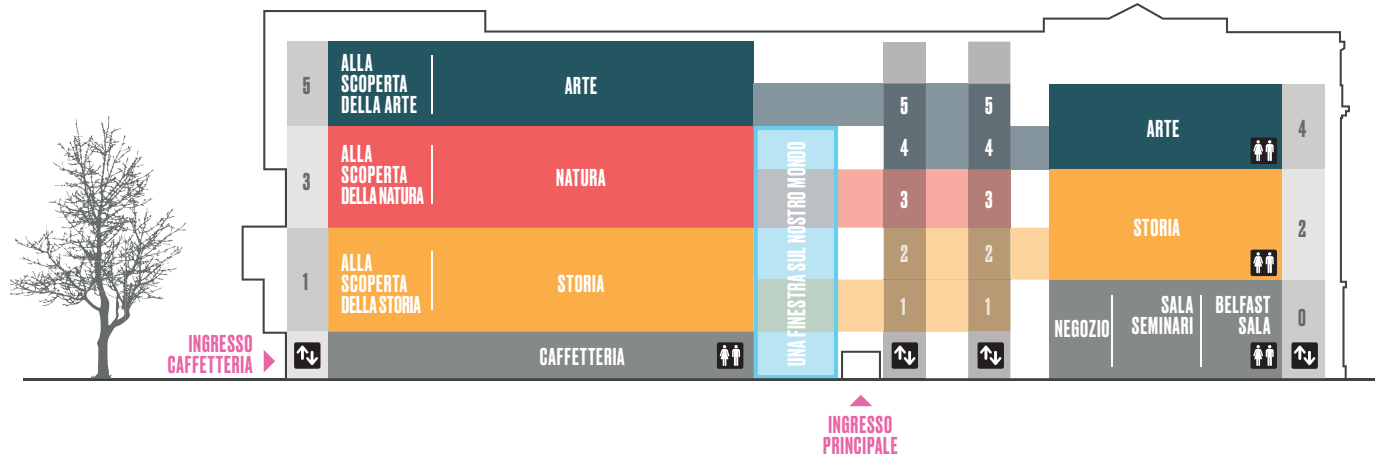 5
ALLA
SCOPERTA
DELLA ARTE
ARTE
3
ALLA
SCOPERTA
DELLA NATURA
NATURA
1
ALLA
SCOPERTA
DELLA STORIA
STORIA
CAFFETTERIA
INGRESSO
CAFFETTERIA
UNA FINESTRA SUL NOSTRO MONDO
5
4
3
2
1
5
4
3
2
1
INGRESSO
PRINCIPALE
ARTE
4
STORIA
2
NEGOZIO
SALA
SEMINARI
BELFAST
SALA
0